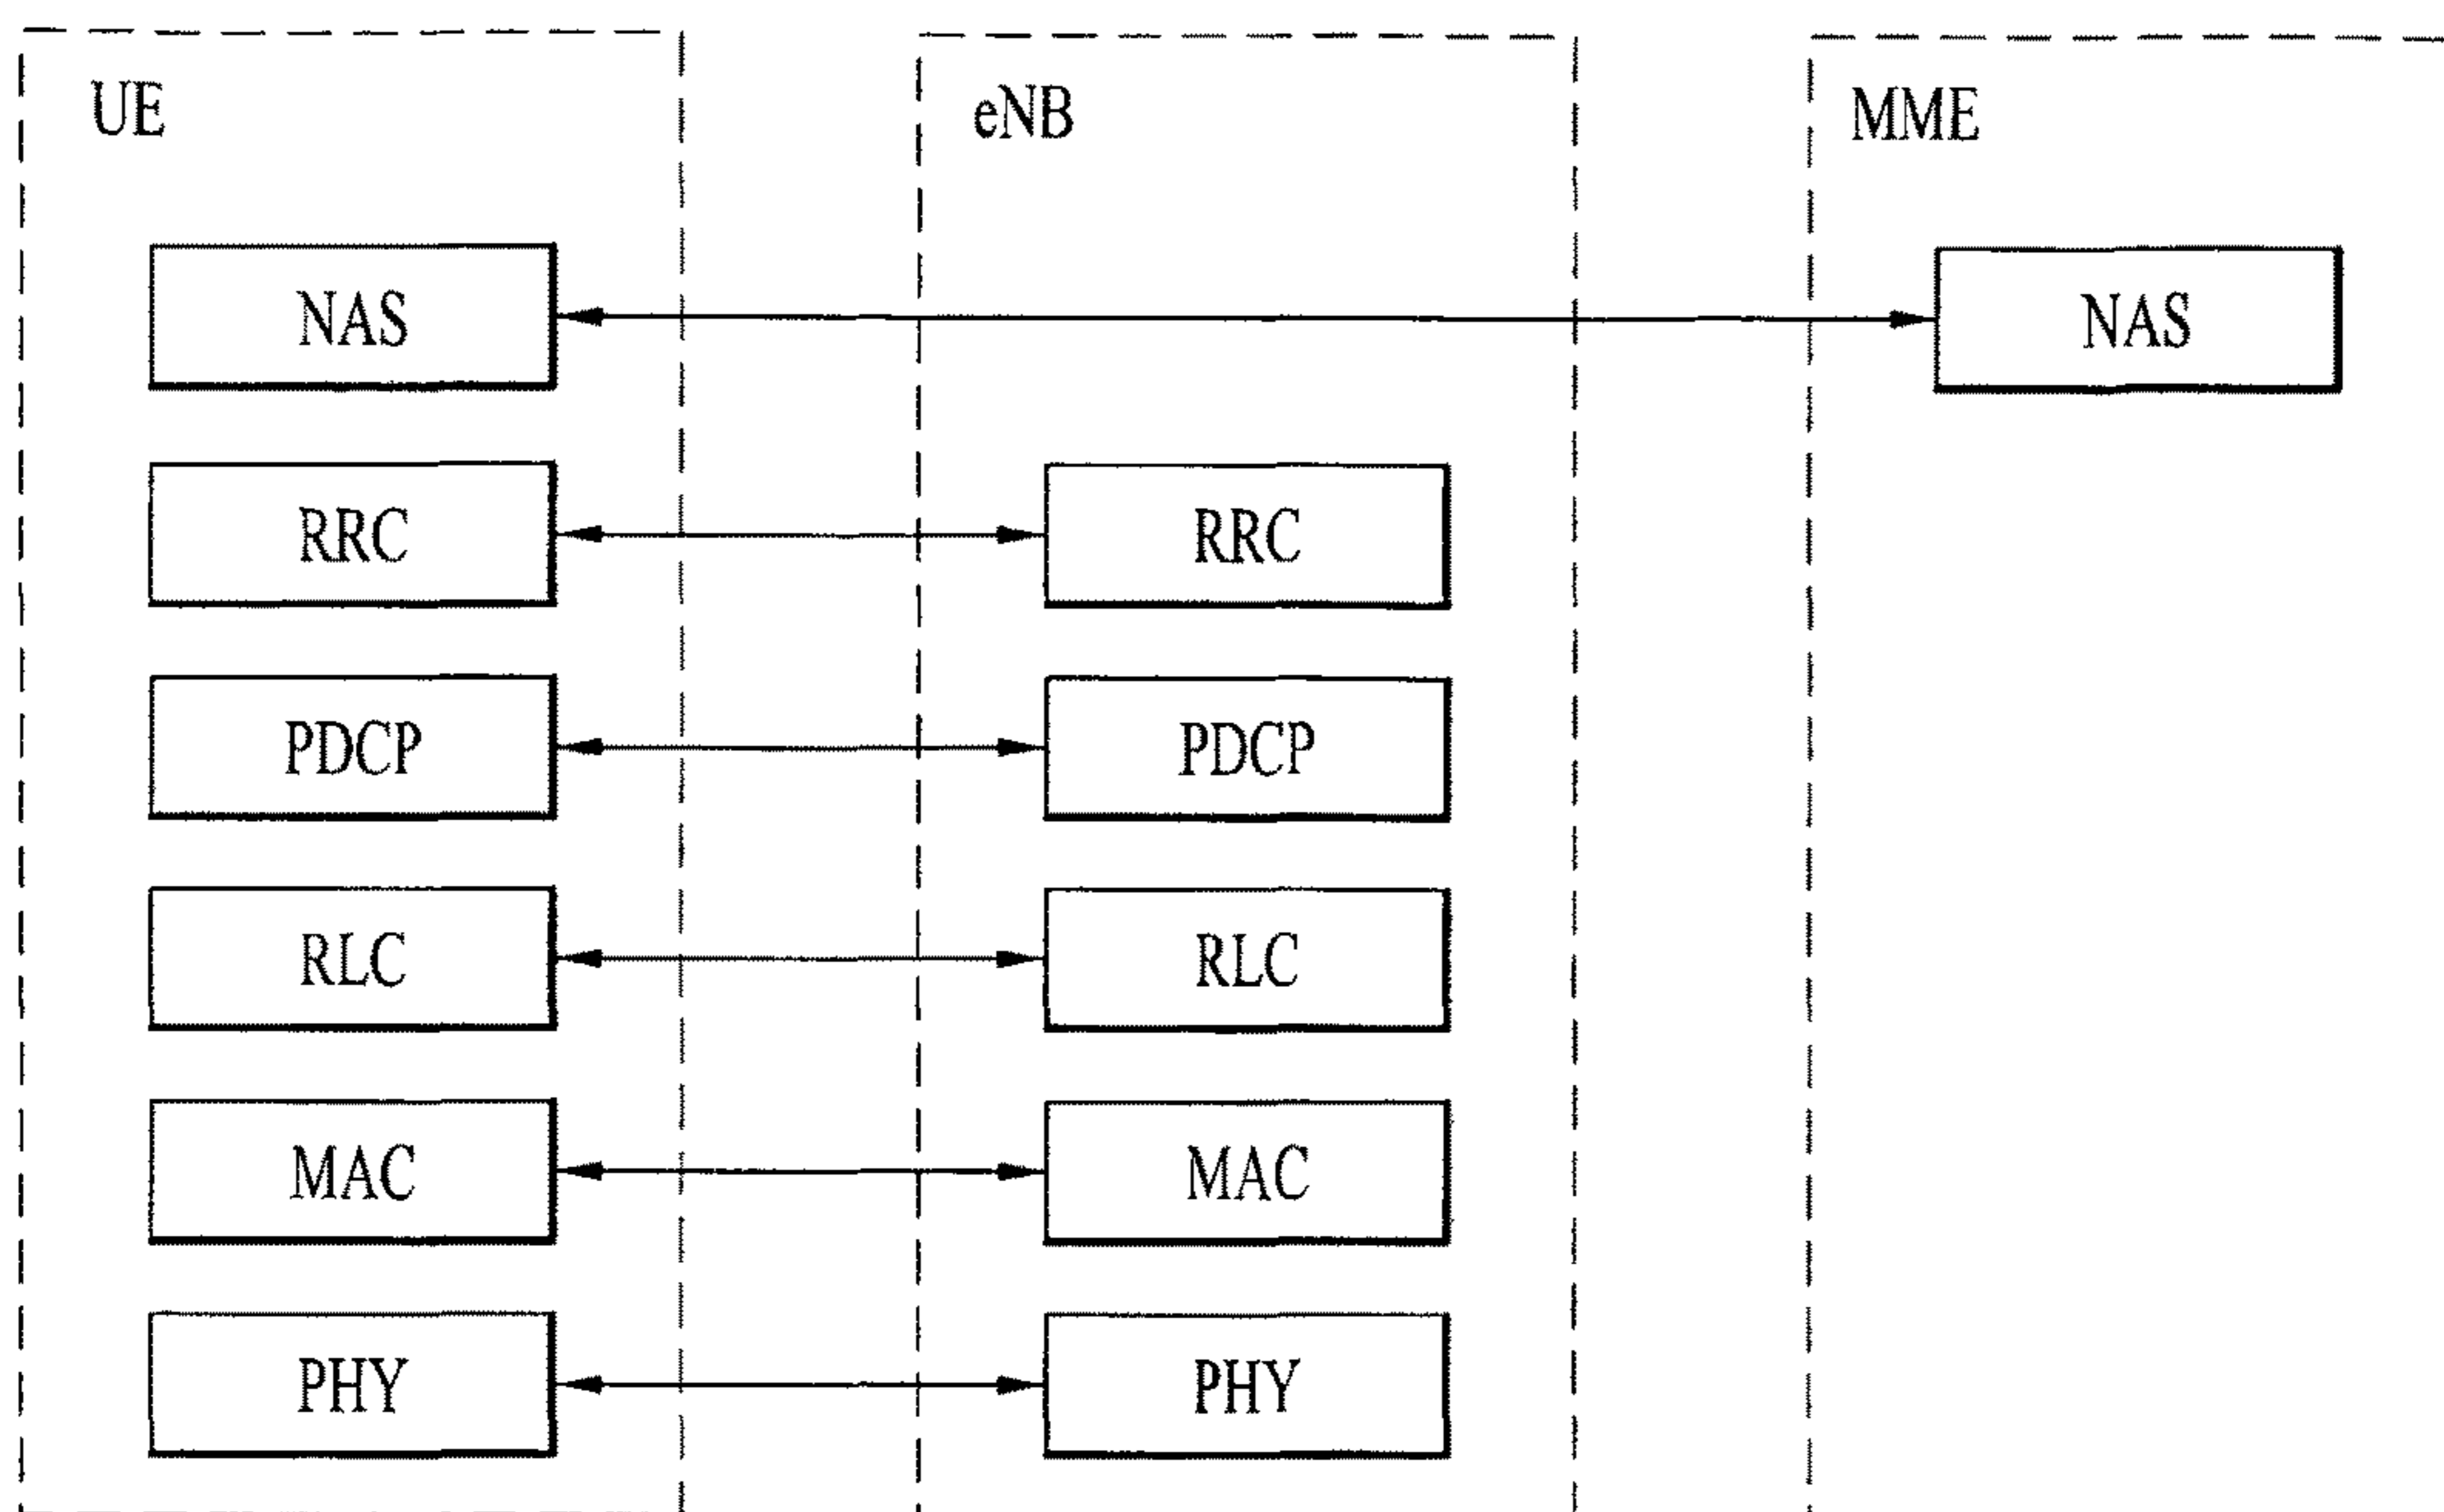 UE eNB MME
NAS NAS
RRC RRC
PDCP PDCP
RLC RLC
MAC MAC
PHY PHY